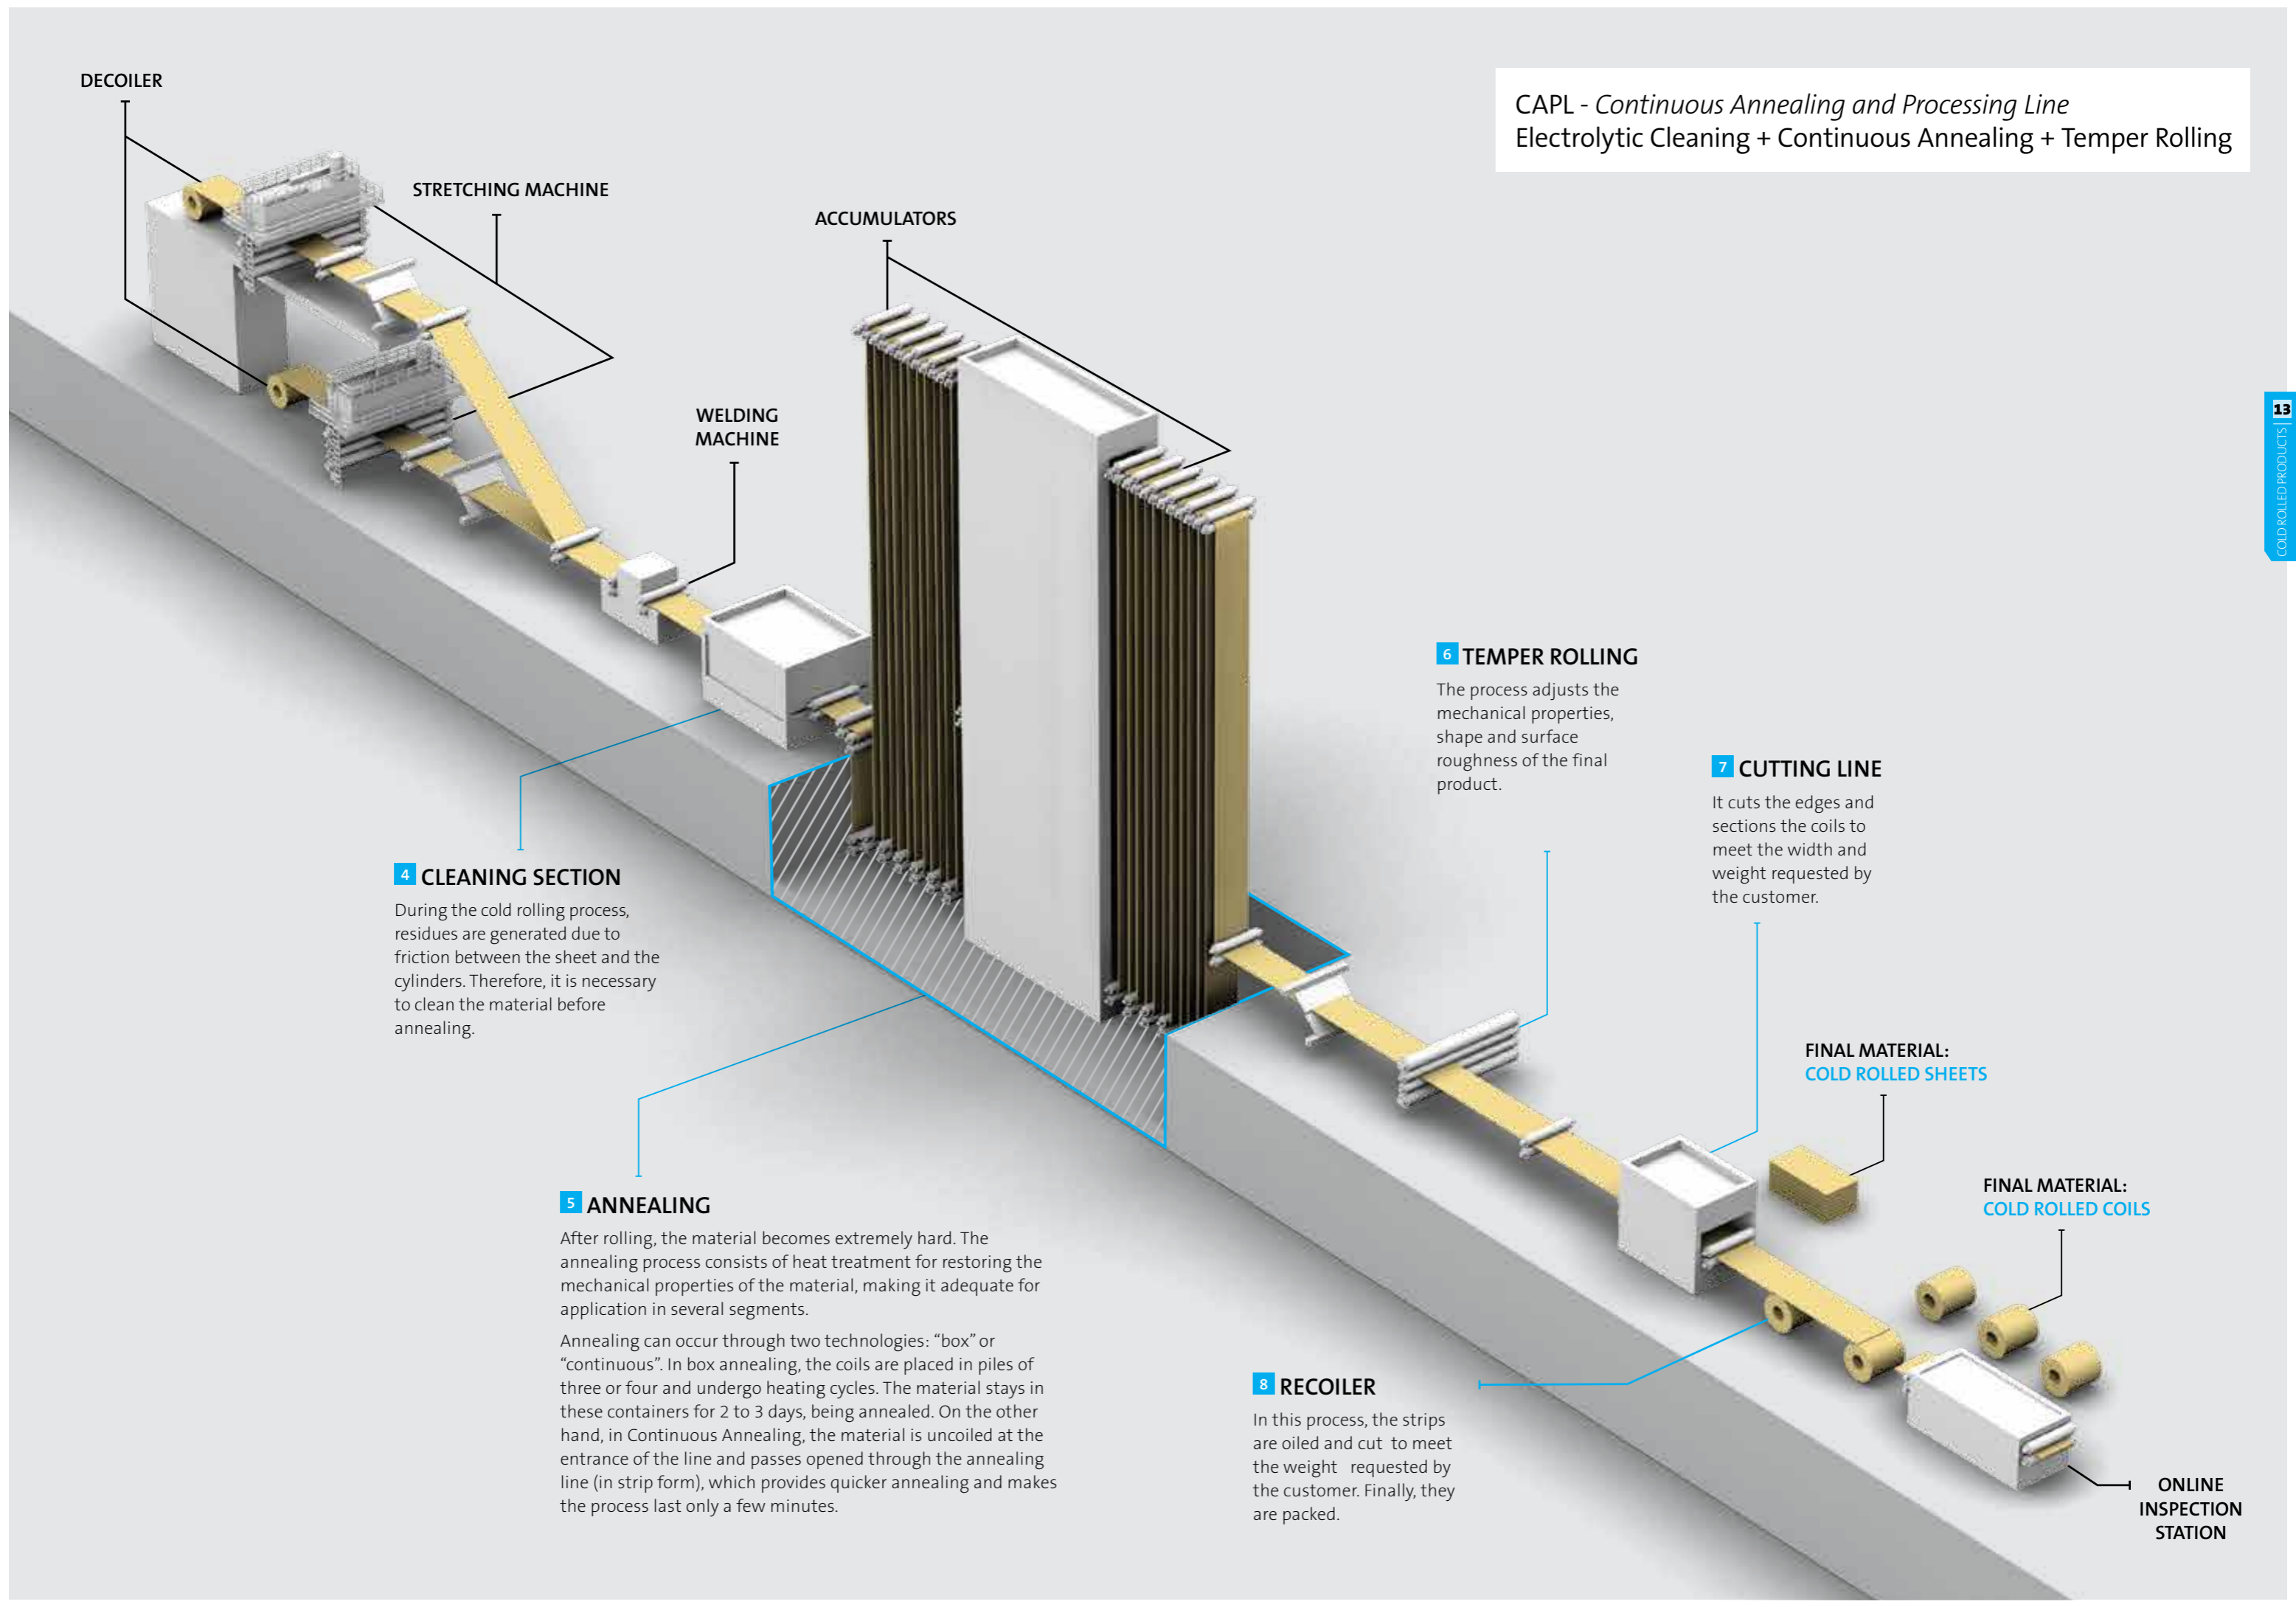 DECOILER
CAPL - Continuous Annealing and Processing Line
Electrolytic Cleaning + Continuous Annealing + Temper Rolling
STRETCHING MACHINE
ACCUMULATORS
WELDING
MACHINE
13
COLD ROLLED PRODUCTS
4 CLEANING SECTION
During the cold rolling process,
residues are generated due to
friction between the sheet and the
cylinders. Therefore, it is necessary
to clean the material before
annealing.
5 ANNEALING
After rolling, the material becomes extremely hard. The
annealing process consists of heat treatment for restoring the
mechanical properties of the material, making it adequate for
application in several segments.
Annealing can occur through two technologies: “box” or
“continuous”. In box annealing, the coils are placed in piles of
three or four and undergo heating cycles. The material stays in
these containers for 2 to 3 days, being annealed. On the other
hand, in Continuous Annealing, the material is uncoiled at the
entrance of the line and passes opened through the annealing
line (in strip form), which provides quicker annealing and makes
the process last only a few minutes.
6 TEMPER ROLLING
The process adjusts the
mechanical properties,
shape and surface
roughness of the final
product.
7 CUTTING LINE
It cuts the edges and
sections the coils to
meet the width and
weight requested by
the customer.
8 RECOILER
In this process, the strips
are oiled and cut to meet
the weight requested by
the customer. Finally, they
are packed.
FINAL MATERIAL:
COLD ROLLED SHEETS
FINAL MATERIAL:
COLD ROLLED COILS
ONLINE
INSPECTION
STATION